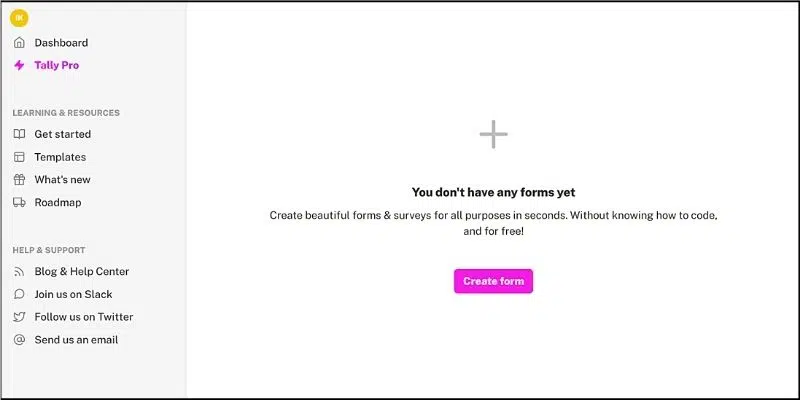 Dashboard
Tally Pro
LEARNING & RESOURCES
Get started
Templates
What's new
Roadmap
HELP & SUPPORT
Blog & Help Center
Join us on Slack
Follow us on Twitter
Send us an email
You don't have any forms yet
Create beautiful forms & surveys for all purposes in seconds. Without knowing how to code,
and for free!
Create form